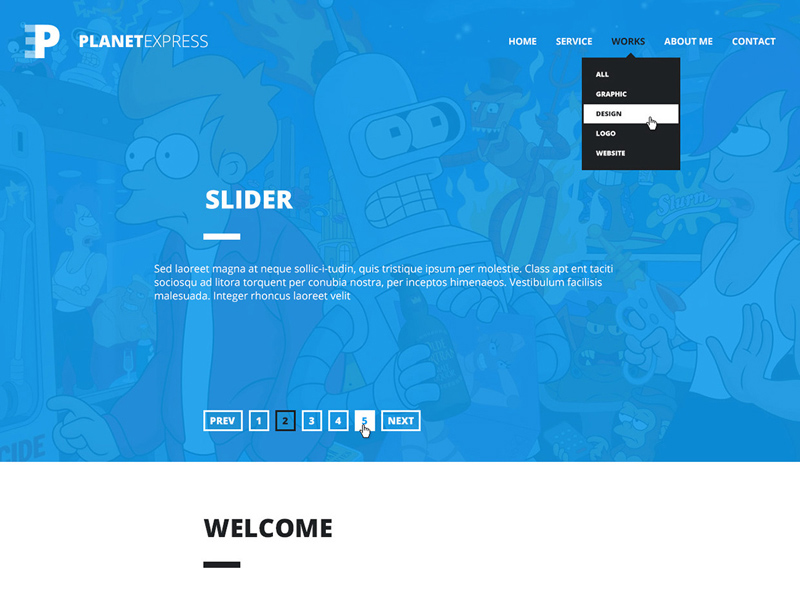 PLANETEXPRESS
HOME SERVICE WORKS ABOUT ME CONTACT
ALL
GRAPHIC
DESIGN
LOGO
WEBSITE
Slurm
SLIDER
Sed laoreet magna at neque sollic-i-tudin, quis tristique ipsum per molestie. Class apt ent taciti
sociosqu ad litora torquent per conubia nostra, per inceptos himenaeos. Vestibulum facilisis
malesuada. Integer rhoncus laoreet velit
PREV 1 2 3 4 5 NEXT
CIDE
WELCOME